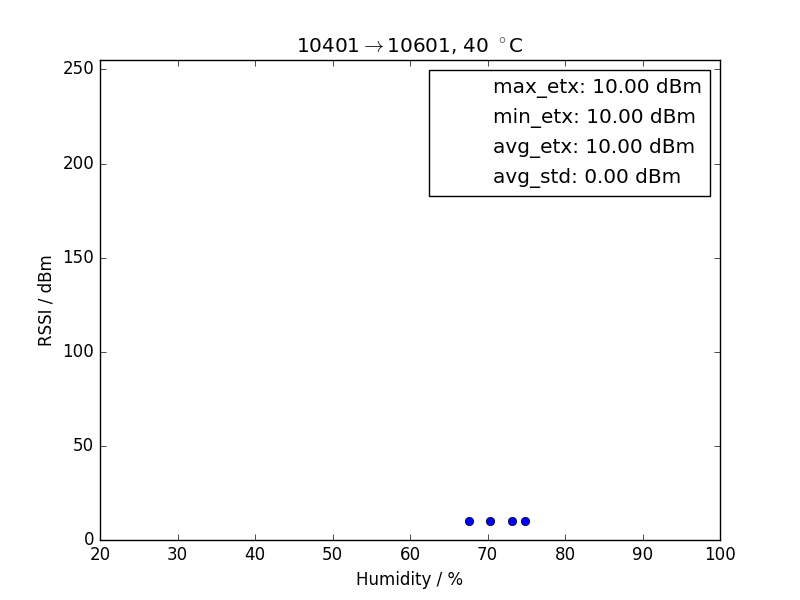 10401→10601, 40 °C
250
200
150
100
50
0
RSSI / dBm
max_etx: 10.00 dBm
min_etx: 10.00 dBm
avg_etx: 10.00 dBm
avg_std: 0.00 dBm
20 30 40 50 60 70 80 90 100
Humidity / %